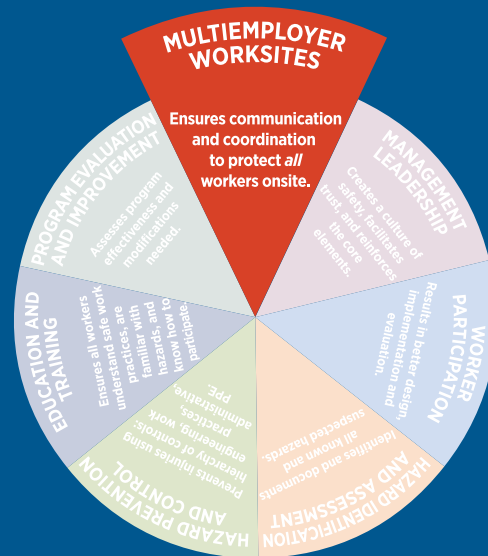 MULTIEMPLOYER
WORKSITES
Ensures communication
and coordination
to protect all
workers onsite.
MANAGEMENT
LEADERSHIP
Creates a culture of
safety, facilitates
trust, and reinforces
the core
elements.
WORKER
PARTICIPATION
Results in better design,
implementation and
evaluation.
HAZARD IDENTIFICATION
AND ASSESSMENT
Identifies and documents
all known and
suspected hazards.
HAZARD PREVENTION
AND CONTROL
Prevents injuries using
hierarchy of controls:
engineering, work
practices,
administrative,
PPE.
EDUCATION AND
TRAINING
Ensures all workers
understand safe work
practices, are
familiar with
hazards, and
know how to
participate.
PROGRAM EVALUATION
AND IMPROVEMENT
Assesses program
effectiveness and
modifications
needed.